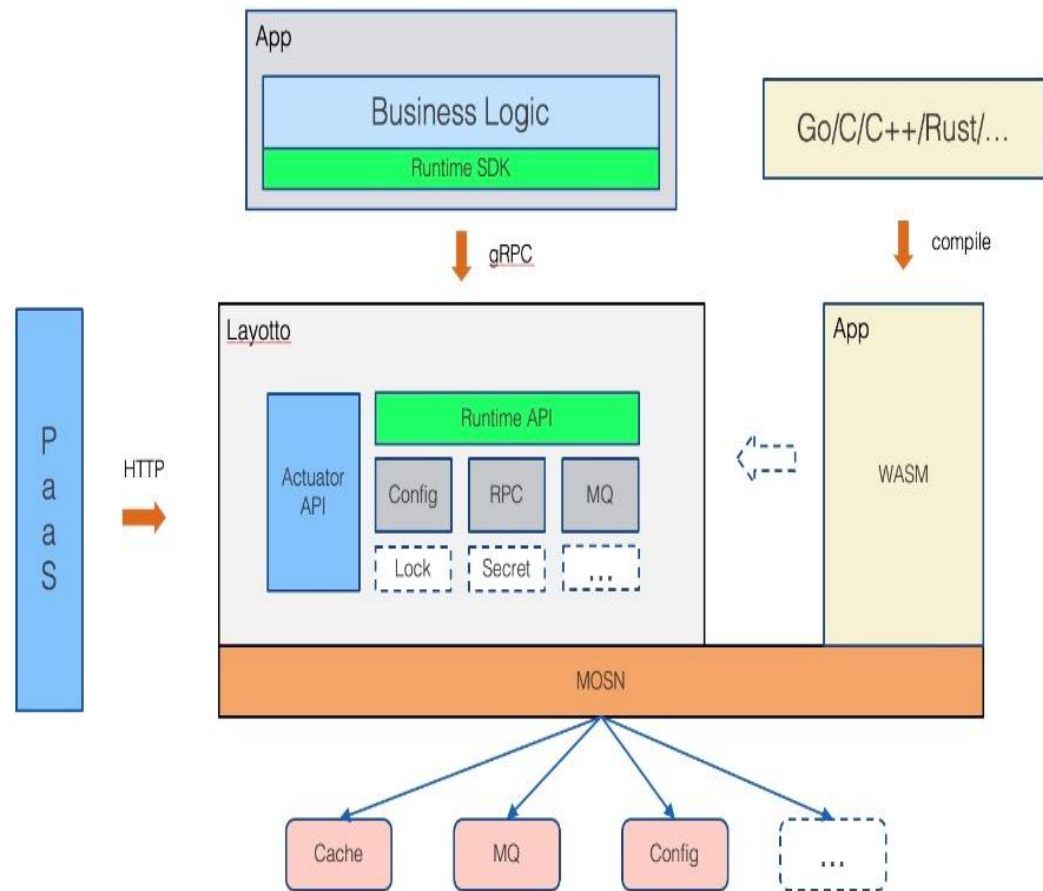 App
Business Logic
Runtime SDK
Go/C/C++/Rust/...
gRPC
compile
PaaS
HTTP
Layotto
Actuator
API
Runtime API
Config
RPC
MQ
Lock
Secret
...
App
WASM
MOSN
Cache
MQ
Config
...